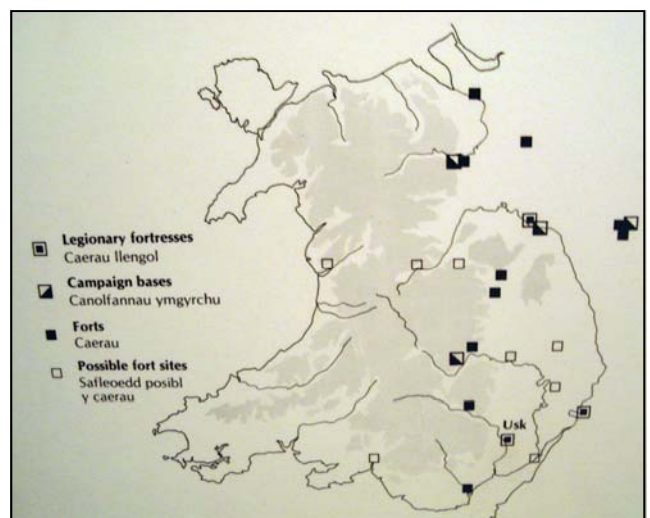 Legionary fortresses
Caerau llengol
Campaign bases
Canolfannau ymgyrchu
Forts
Caerau
Possible fort sites
Safleoedd posibl
y caerau
Usk